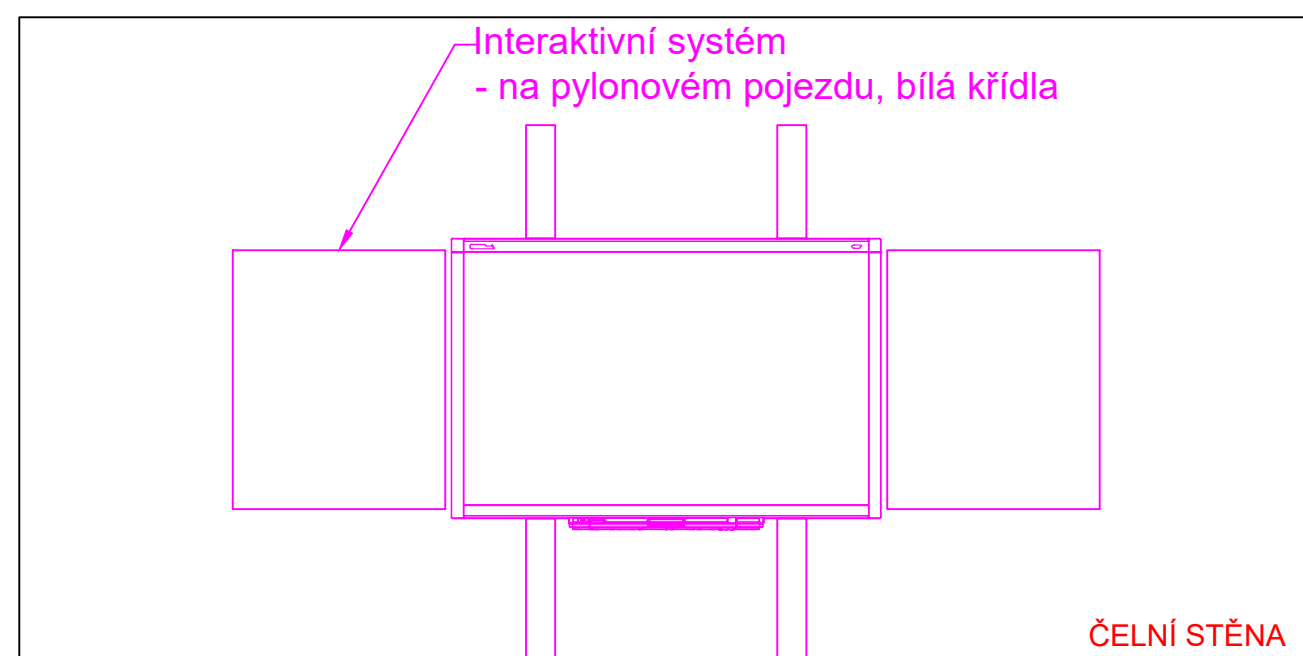 Interaktivní systém
- na pylonovém pojezdu, bílá křídla
ČELNÍ STĚNA